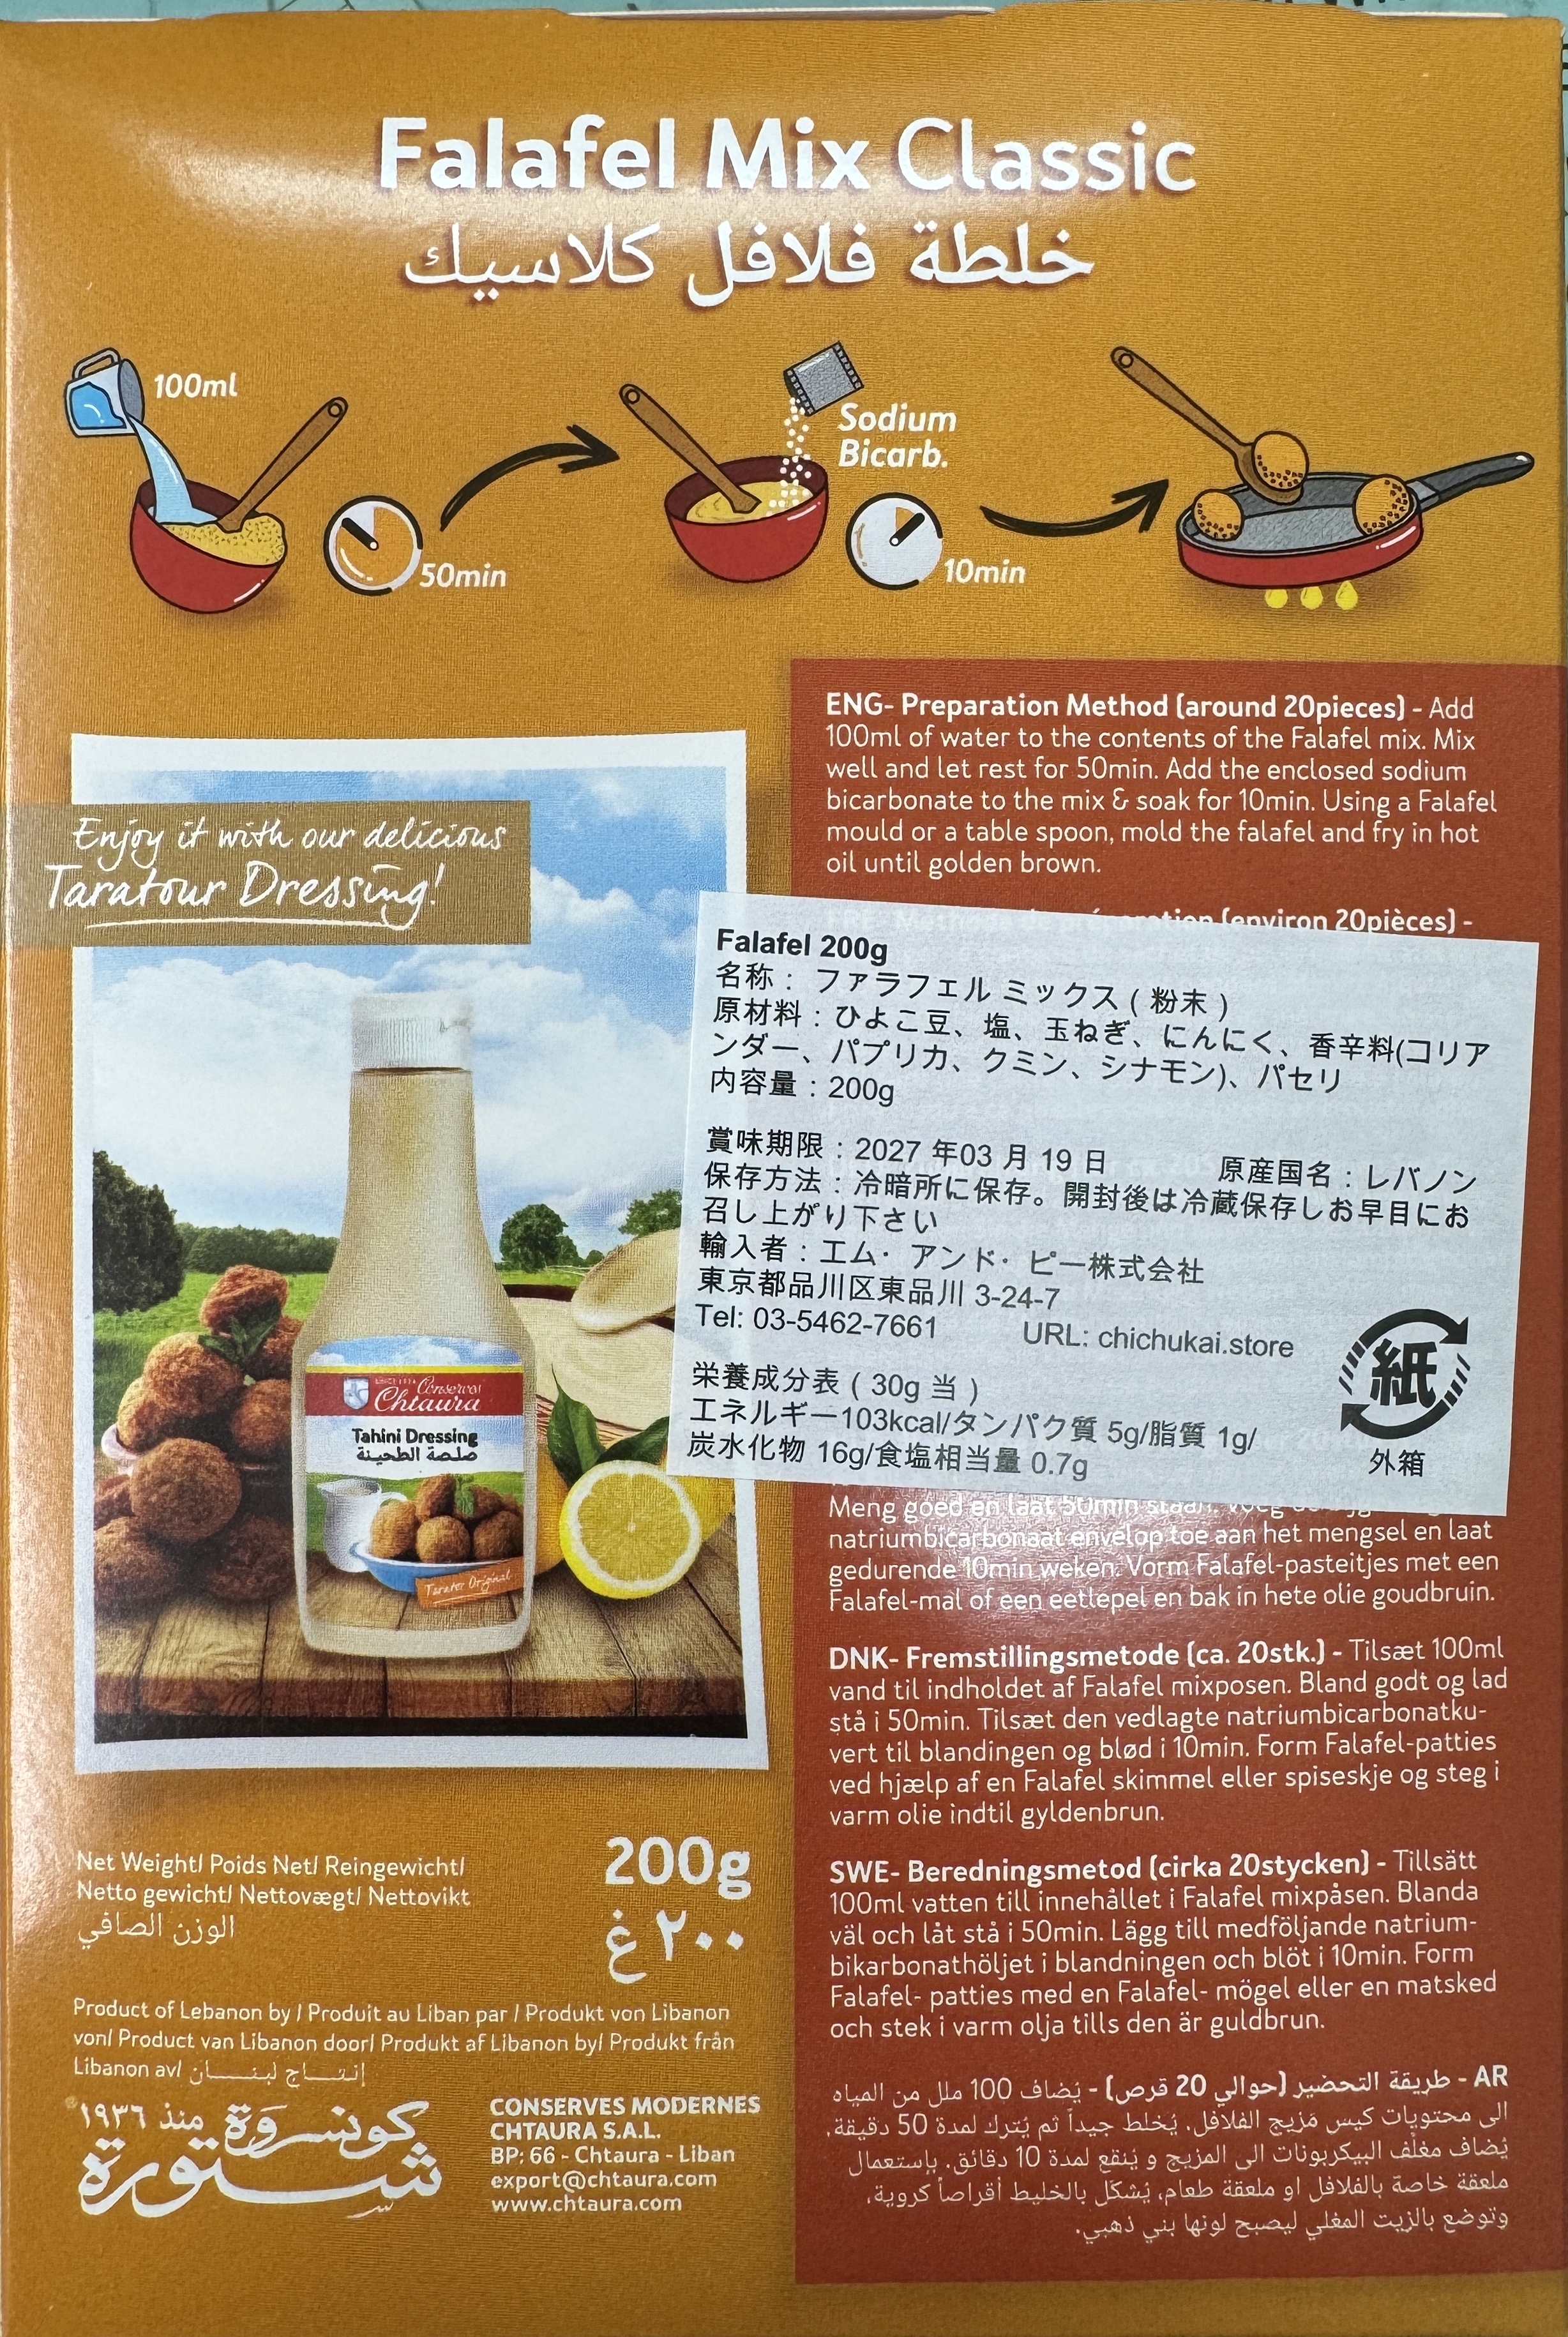 Falafel Mix Classic
خلطة فلافل كلاسيك
100ml
50min
Sodium
Bicarb.
10min
ENG- Preparation Method (around 20pieces) - Add
100ml of water to the contents of the Falafel mix. Mix
well and let rest for 50min. Add the enclosed sodium
bicarbonate to the mix & soak for 10min. Using a Falafel
mould or a table spoon, mold the falafel and fry in hot
oil until golden brown.
(environ 20pièces) -
Enjoy it with our delicious
Taratour Dressing!
Conserves
Chtaura
Tahini Dressing
صلصة الطحينة
Tarator Original
Falafel 200g
名称： ファラフェル ミックス ( 粉末 )
原材料：ひよこ豆、塩、玉ねぎ、にんにく、香辛料(コリア
ンダー、パプリカ、クミン、シナモン)、パセリ
内容量：200g
賞味期限：2027 年03 月 19 日 原産国名：レバノン
保存方法：冷暗所に保存。開封後は冷蔵保存しお早目にお
召し上がり下さい
輸入者：エム・アンド・ピー株式会社
東京都品川区東品川 3-24-7
Tel: 03-5462-7661 URL: chichukai.store
栄養成分表 ( 30g 当 )
エネルギー103kcal/タンパク質 5g/脂質 1g/
炭水化物 16g/食塩相当量 0.7g
紙
外箱
Meng goed en laat 50min staan.
natriumbicarbonaat envelop toe aan het mengsel en laat
gedurende 10min weken. Vorm Falafel-pasteitjes met een
Falafel-mal of een eetlepel en bak in hete olie goudbruin.
DNK- Fremstillingsmetode (ca. 20stk.) - Tilsæt 100ml
vand til indholdet af Falafel mixposen. Bland godt og lad
stå i 50min. Tilsæt den vedlagte natriumbicarbonatku-
vert til blandingen og blød i 10min. Form Falafel-patties
ved hjælp af en Falafel skimmel eller spiseskje og steg i
varm olie indtil gyldenbrun.
SWE- Beredningsmetod (cirka 20stycken) - Tillsätt
100ml vatten till innehållet i Falafel mixpåsen. Blanda
väl och låt stå i 50min. Lägg till medföljande natrium-
bikarbonathöljet i blandningen och blöt i 10min. Form
Falafel- patties med en Falafel- mögel eller en matsked
och stek i varm olja tills den är guldbrun.
AR - طريقة التحضير (حوالي 20 قرص) - يُضاف 100 ملل من المياه
الى محتويات كيس مَزيج الفلافل. يُخلط جيداً ثم يُترك لمدة 50 دقيقة.
يُضاف مغلّف البيكربونات الى المزيج و يُنقع لمدة 10 دقائق. بإستعمال
ملعقة خاصة بالفلافل او ملعقة طعام، يُشكّل بالخليط أقراصاً كروية،
وتوضع بالزيت المغلي ليصبح لونها بني ذهبي.
Net Weight/ Poids Net/ Reingewicht/
Netto gewicht/ Nettovægt/ Nettovikt
الوزن الصافي
200g
٢٠٠ غ
Product of Lebanon by / Produit au Liban par / Produkt von Libanon
von/ Product van Libanon door/ Produkt af Libanon by/ Produkt från
Libanon av/ إنتـــاج لبنـــان
كونسروة منذ ١٩٣٦
شتورة
CONSERVES MODERNES
CHTAURA S.A.L.
BP: 66 - Chtaura - Liban
export@chtaura.com
www.chtaura.com